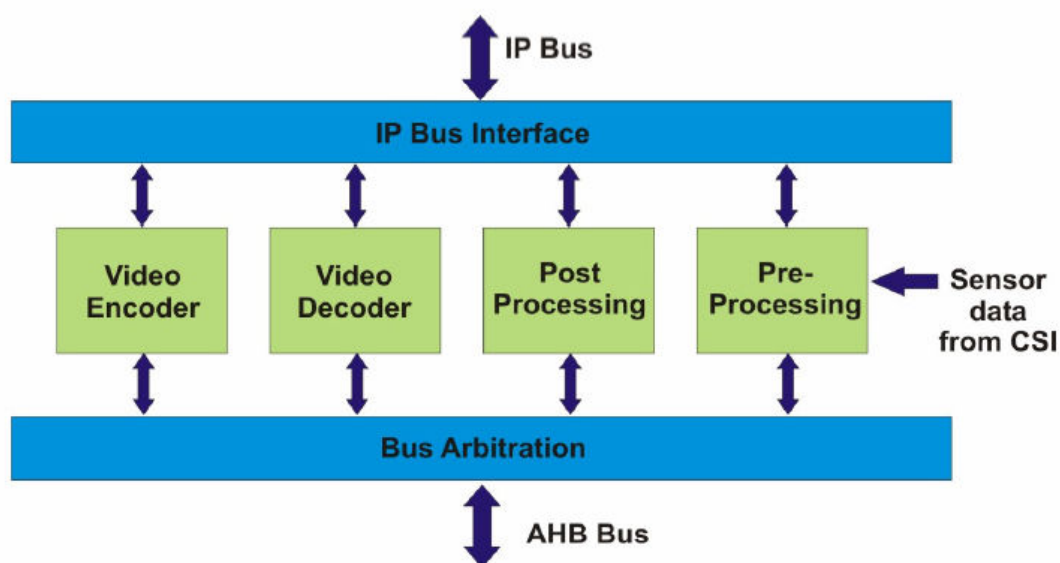 IP Bus
IP Bus Interface
Video
Encoder
Video
Decoder
Post
Processing
Pre-
Processing
Sensor
data
from CSI
Bus Arbitration
AHB Bus